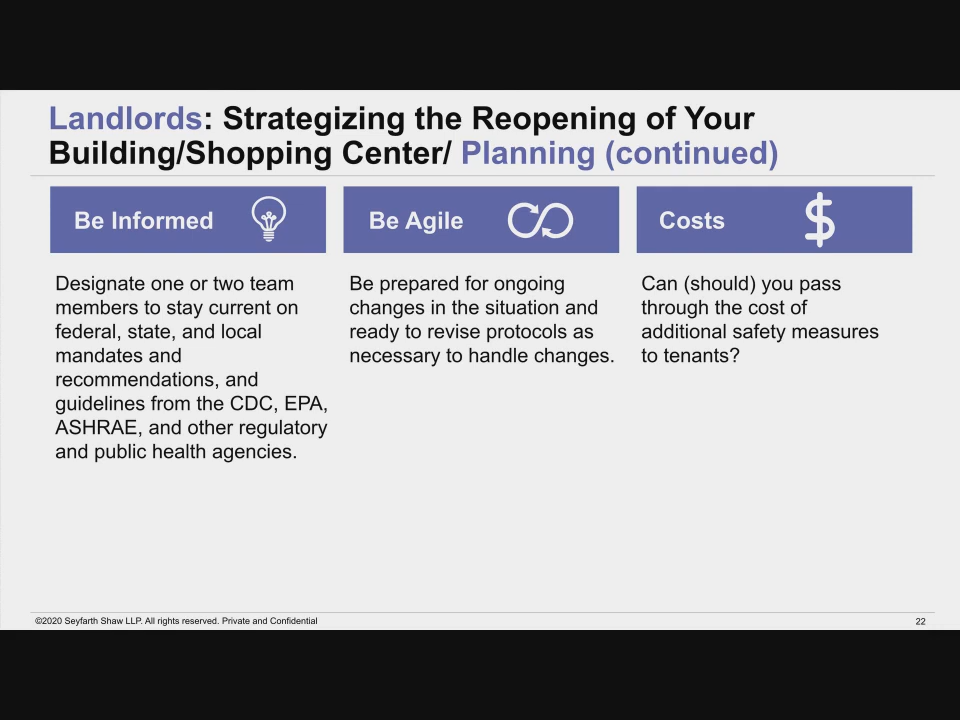 Landlords: Strategizing the Reopening of Your
Building/Shopping Center/ Planning (continued)
Be Informed
Designate one or two team
members to stay current on
federal, state, and local
mandates and
recommendations, and
guidelines from the CDC, EPA,
ASHRAE, and other regulatory
and public health agencies.
Be Agile
Be prepared for ongoing
changes in the situation and
ready to revise protocols as
necessary to handle changes.
Costs
$
Can (should) you pass
through the cost of
additional safety measures
to tenants?
©2020 Seyfarth Shaw LLP. All rights reserved. Private and Confidential
22